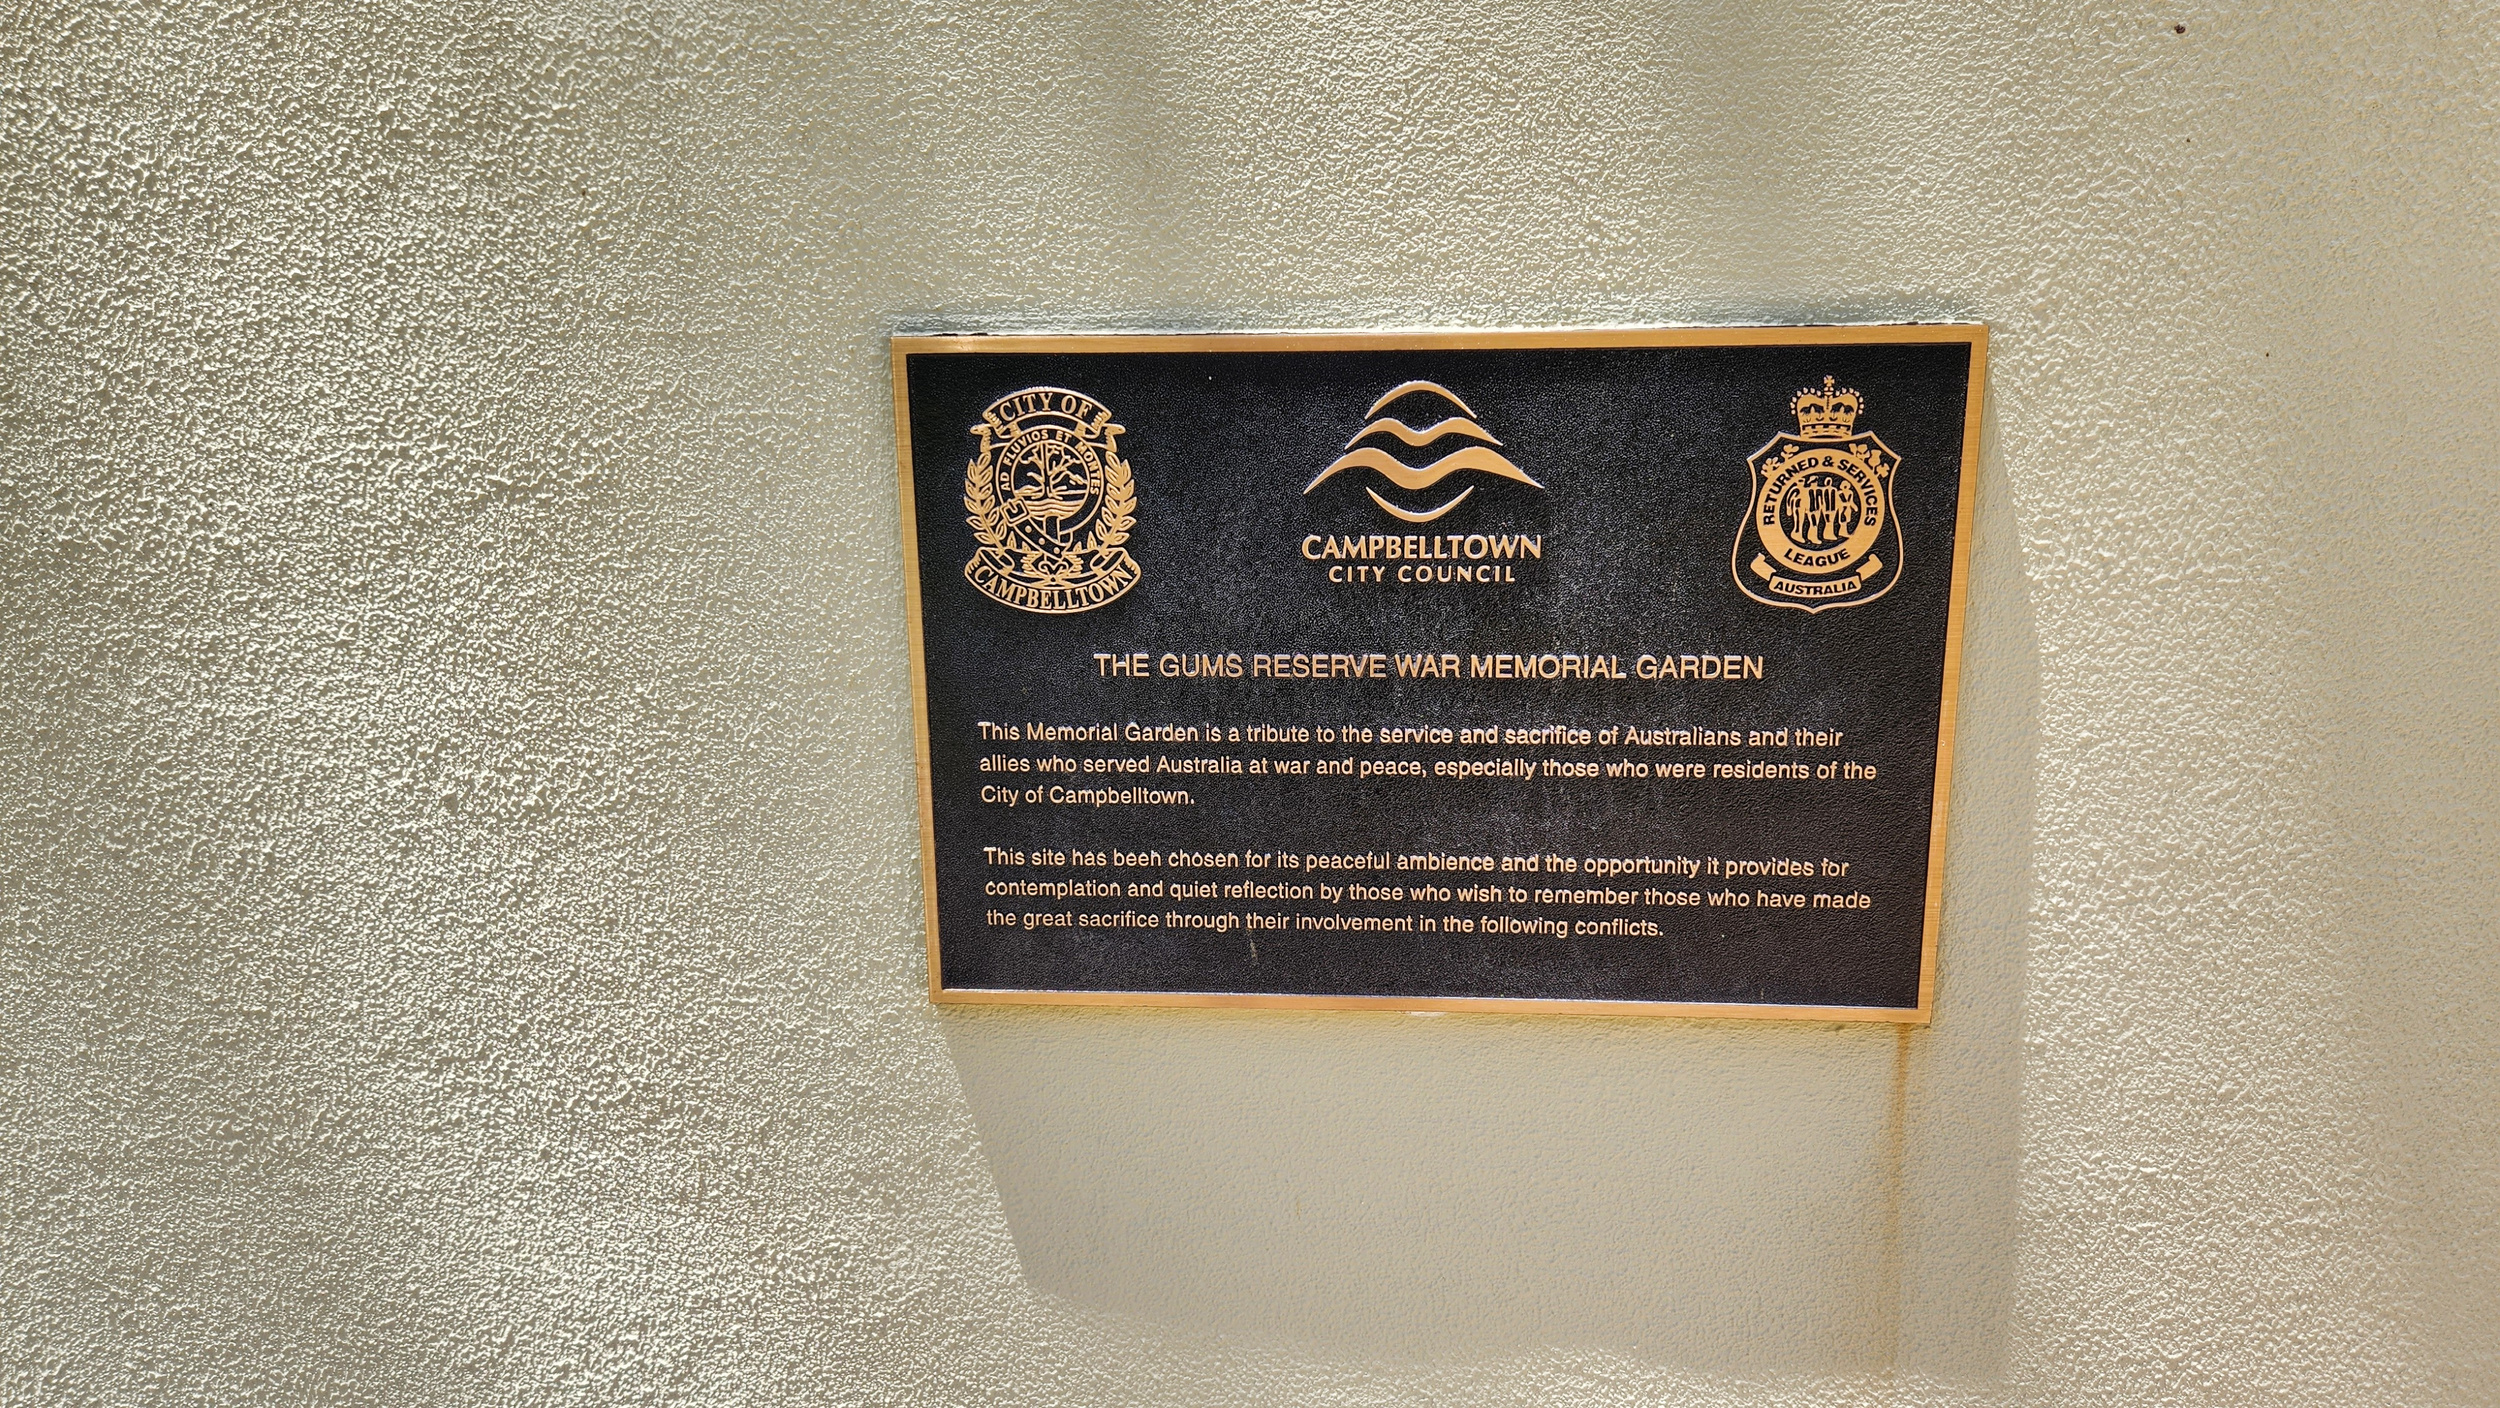 CITY OF
AD FLUVIOS ET MONTES
CAMPBELLTOWN
CAMPBELLTOWN
CITY COUNCIL
RETURNED & SERVICES
LEAGUE
AUSTRALIA
THE GUMS RESERVE WAR MEMORIAL GARDEN
This Memorial Garden is a tribute to the service and sacrifice of Australians and their
allies who served Australia at war and peace, especially those who were residents of the
City of Campbelltown.
This site has been chosen for its peaceful ambience and the opportunity it provides for
contemplation and quiet reflection by those who wish to remember those who have made
the great sacrifice through their involvement in the following conflicts.